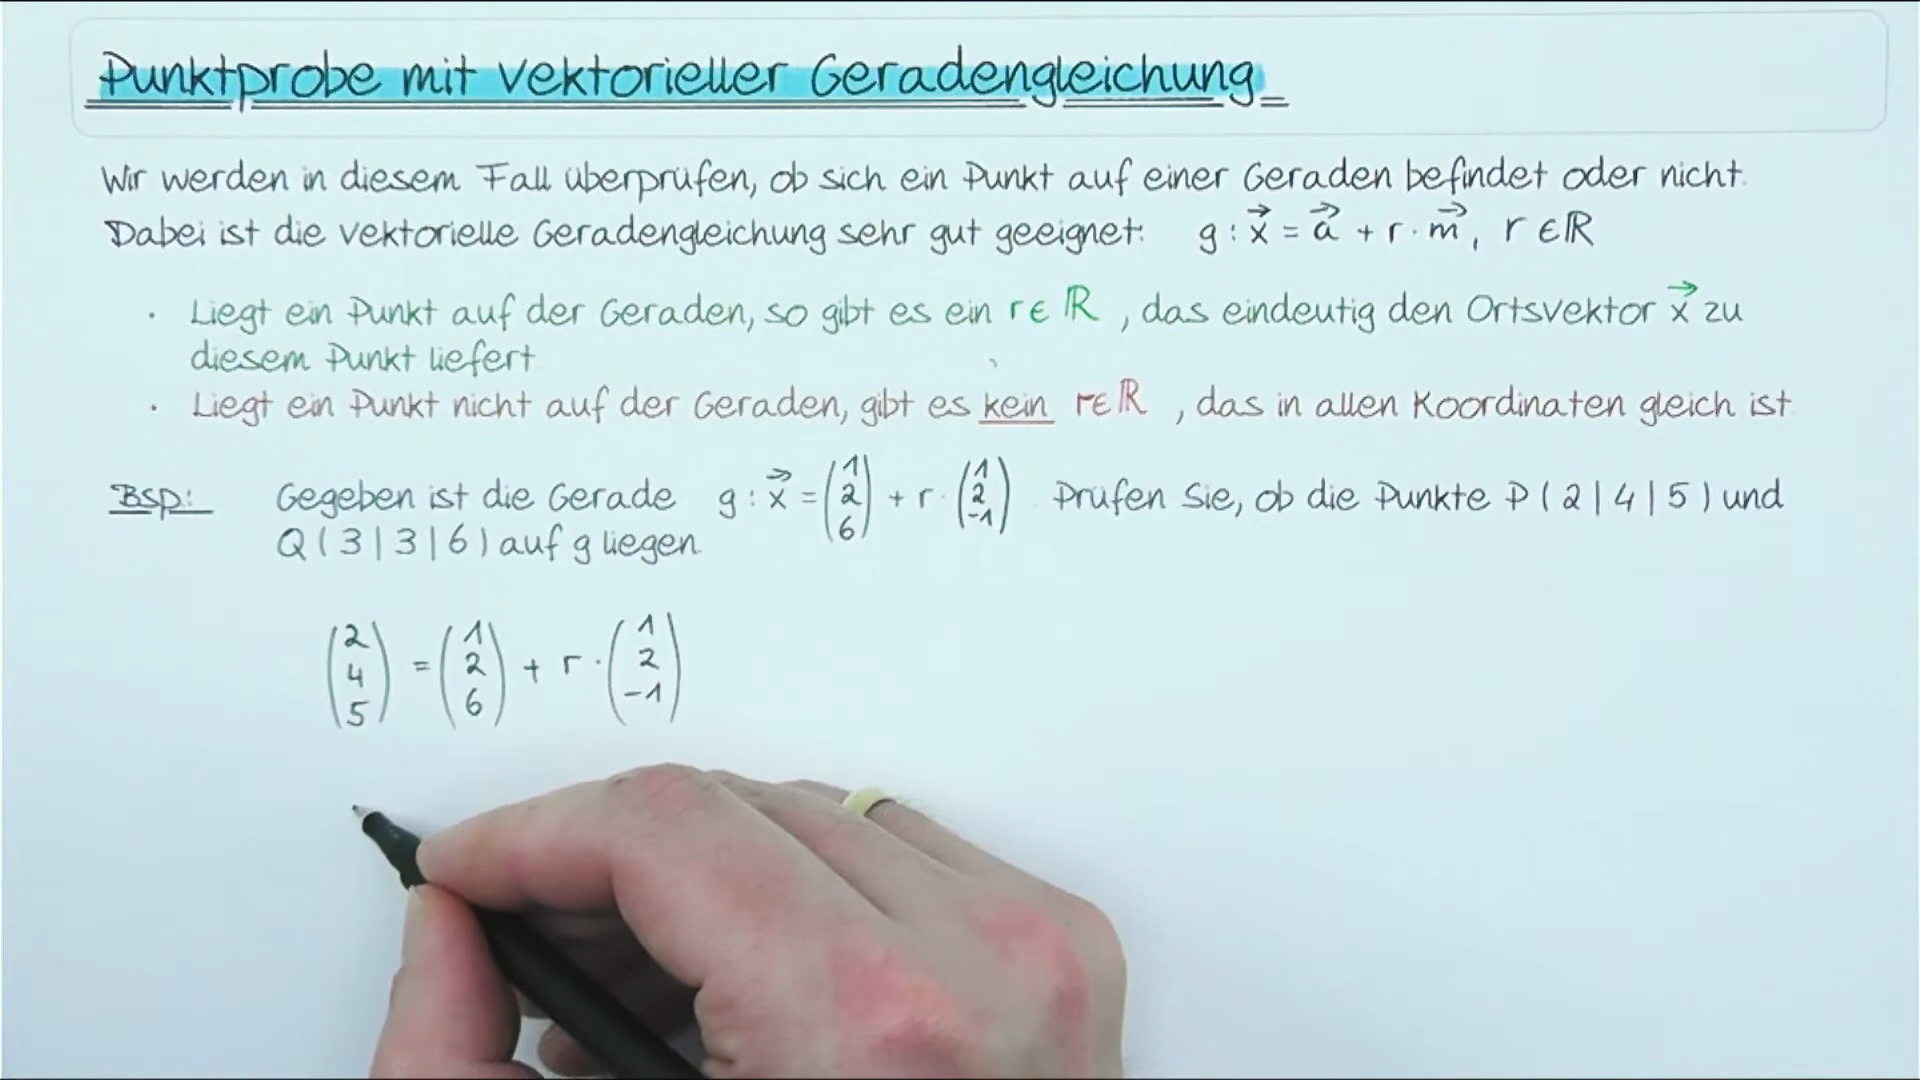 Punktprobe mit vektorieller Geradengleichung
Wir werden in diesem Fall überprüfen, ob sich ein Punkt auf einer Geraden befindet oder nicht.
Dabei ist die vektorielle Geradengleichung sehr gut geeignet: g: x⃗ = a⃗ + r · m⃗, r ∈ ℝ
· Liegt ein Punkt auf der Geraden, so gibt es ein r ∈ ℝ, das eindeutig den Ortsvektor x⃗ zu
diesem Punkt liefert
· Liegt ein Punkt nicht auf der Geraden, gibt es kein r ∈ ℝ, das in allen Koordinaten gleich ist
Bsp: Gegeben ist die Gerade g: x⃗ = (1 2 6) + r · (1 2 -1) Prüfen Sie, ob die Punkte P(2|4|5) und
Q(3|3|6) auf g liegen
(2 4 5) = (1 2 6) + r · (1 2 -1)